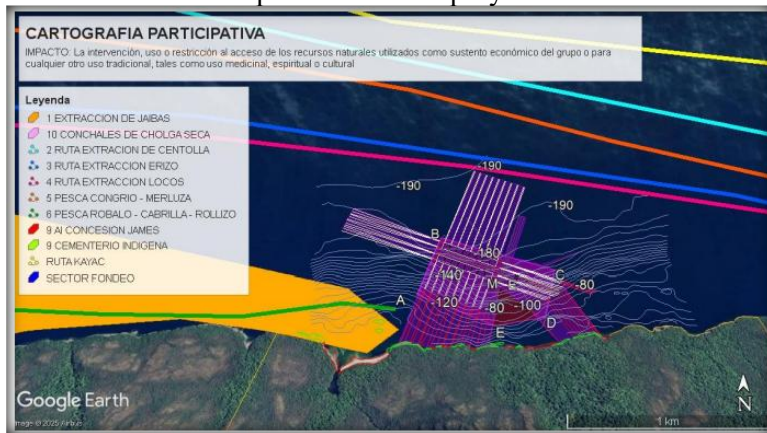 CARTOGRAFIA PARTICIPATIVA
IMPACTO: La intervención, uso o restricción al acceso de los recursos naturales utilizados como sustento económico del grupo o para
cualquier otro uso tradicional, tales como uso medicinal, espiritual o cultural
Leyenda
1 EXTRACCION DE JAIBAS
10 CONCHALES DE CHOLGA SECA
2 RUTA EXTRACION DE CENTOLLA
3 RUTA EXTRACCION ERIZO
4 RUTA EXTRACCION LOCOS
5 PESCA CONGRIO - MERLUZA
6 PESCA ROBALO - CABRILLA - ROLLIZO
9 AI CONCESION JAMES
9 CEMENTERIO INDIGENA
RUTA KAYAC
SECTOR FONDEO
-190
-190
B
-180
-140
M
E
C
-80
A
-120
-80
-100
D
E
Google Earth
Image © 2025 Airbus
N
1 km